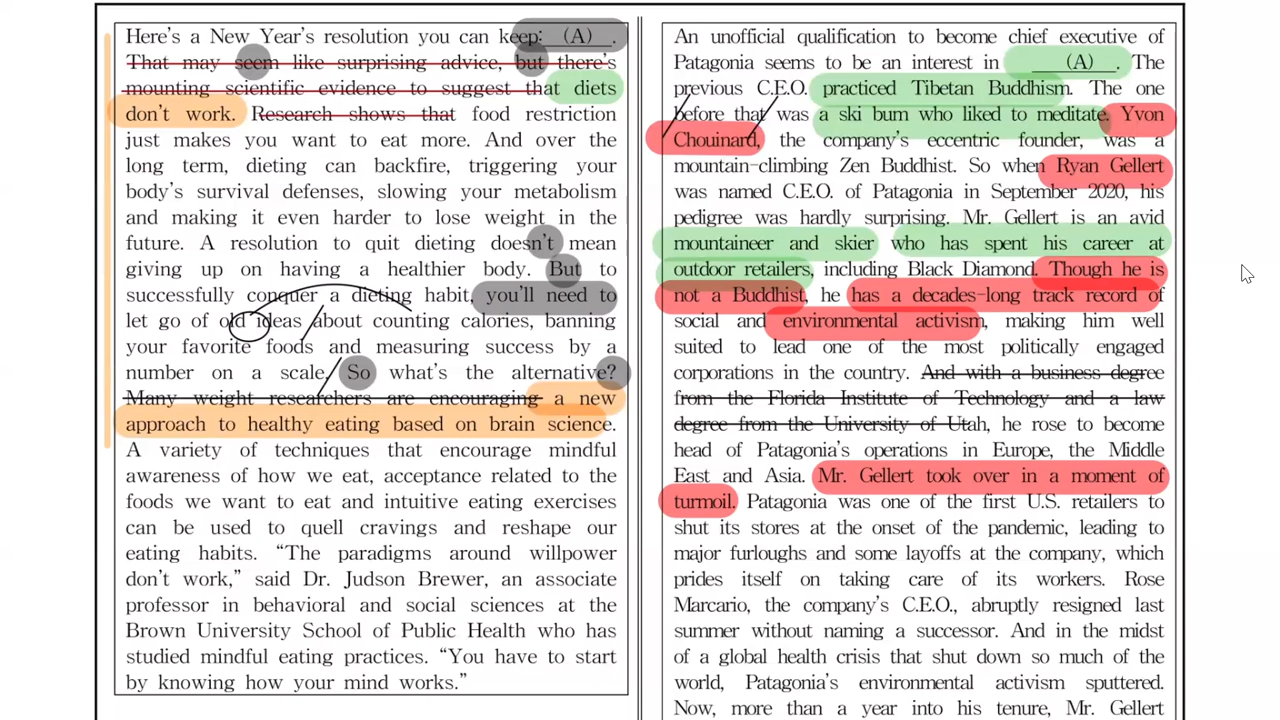 Here's a New Year's resolution you can keep: (A) .
That may seem like surprising advice, but there's
mounting scientific evidence to suggest that diets
don't work. Research shows that food restriction
just makes you want to eat more. And over the
long term, dieting can backfire, triggering your
body's survival defenses, slowing your metabolism
and making it even harder to lose weight in the
future. A resolution to quit dieting doesn't mean
giving up on having a healthier body. But to
successfully conquer a dieting habit, you'll need to
let go of old ideas about counting calories, banning
your favorite foods and measuring success by a
number on a scale. So what's the alternative?
Many weight researchers are encouraging a new
approach to healthy eating based on brain science.
A variety of techniques that encourage mindful
awareness of how we eat, acceptance related to the
foods we want to eat and intuitive eating exercises
can be used to quell cravings and reshape our
eating habits. "The paradigms around willpower
don't work," said Dr. Judson Brewer, an associate
professor in behavioral and social sciences at the
Brown University School of Public Health who has
studied mindful eating practices. "You have to start
by knowing how your mind works."
An unofficial qualification to become chief executive of
Patagonia seems to be an interest in (A) . The
previous C.E.O. practiced Tibetan Buddhism. The one
before that was a ski bum who liked to meditate. Yvon
Chouinard, the company's eccentric founder, was a
mountain-climbing Zen Buddhist. So when Ryan Gellert
was named C.E.O. of Patagonia in September 2020, his
pedigree was hardly surprising. Mr. Gellert is an avid
mountaineer and skier who has spent his career at
outdoor retailers, including Black Diamond. Though he is
not a Buddhist, he has a decades-long track record of
social and environmental activism, making him well
suited to lead one of the most politically engaged
corporations in the country. And with a business degree
from the Florida Institute of Technology and a law
degree from the University of Utah, he rose to become
head of Patagonia's operations in Europe, the Middle
East and Asia. Mr. Gellert took over in a moment of
turmoil. Patagonia was one of the first U.S. retailers to
shut its stores at the onset of the pandemic, leading to
major furloughs and some layoffs at the company, which
prides itself on taking care of its workers. Rose
Marcario, the company's C.E.O., abruptly resigned last
summer without naming a successor. And in the midst
of a global health crisis that shut down so much of the
world, Patagonia's environmental activism sputtered.
Now, more than a year into his tenure, Mr. Gellert